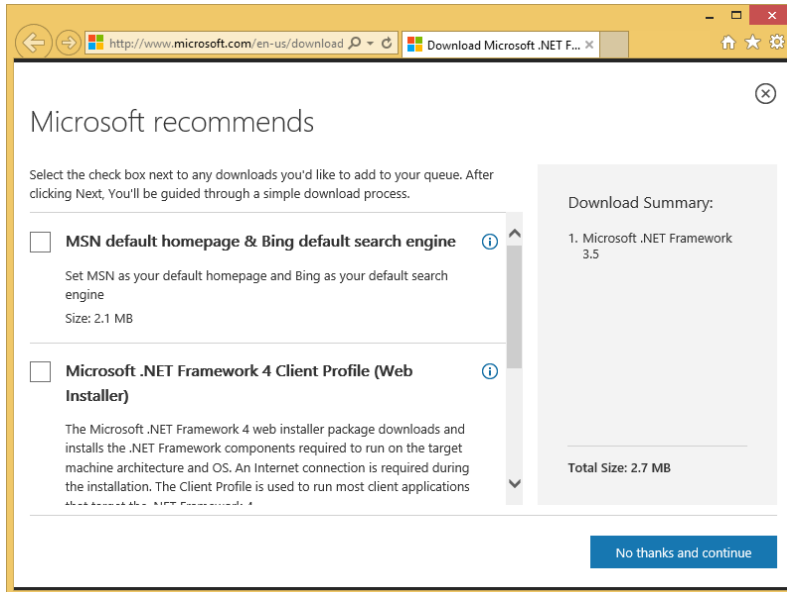 http://www.microsoft.com/en-us/download
Download Microsoft .NET F...
Microsoft recommends
Select the check box next to any downloads you'd like to add to your queue. After
clicking Next, You'll be guided through a simple download process.
MSN default homepage & Bing default search engine
Set MSN as your default homepage and Bing as your default search
engine
Size: 2.1 MB
Microsoft .NET Framework 4 Client Profile (Web
Installer)
The Microsoft .NET Framework 4 web installer package downloads and
installs the .NET Framework components required to run on the target
machine architecture and OS. An Internet connection is required during
the installation. The Client Profile is used to run most client applications
that target the .NET Framework 4
Download Summary:
1. Microsoft .NET Framework
3.5
Total Size: 2.7 MB
No thanks and continue